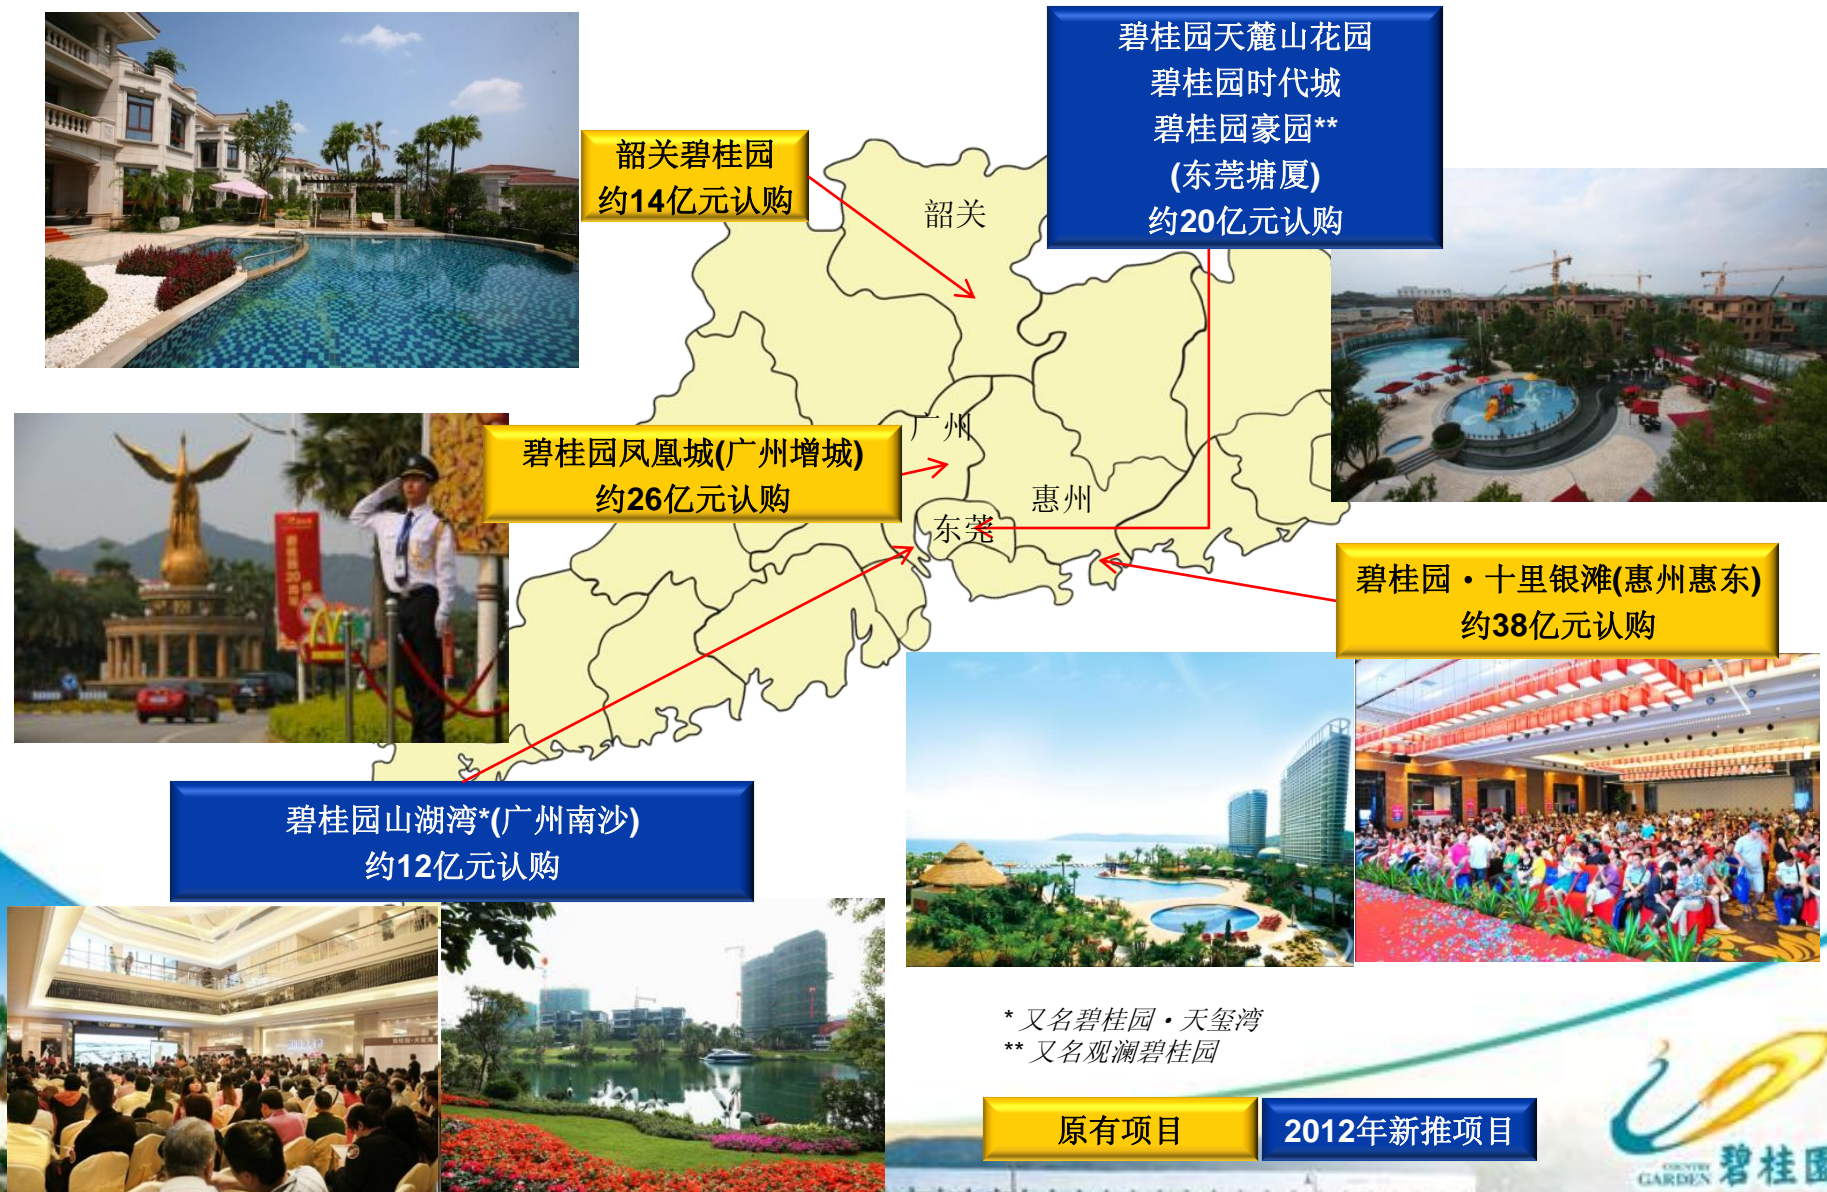 碧桂园天麓山花园
碧桂园时代城
碧桂园豪园**
(东莞塘厦)
约20亿元认购
韶关碧桂园
约14亿元认购
韶关
广州
碧桂园凤凰城(广州增城)
约26亿元认购
惠州
东莞
碧桂园·十里银滩(惠州惠东)
约38亿元认购
碧桂园山湖湾*(广州南沙)
约12亿元认购
* 又名碧桂园·天玺湾
** 又名观澜碧桂园
原有项目
2012年新推项目
COUNTRY
GARDEN
碧桂园